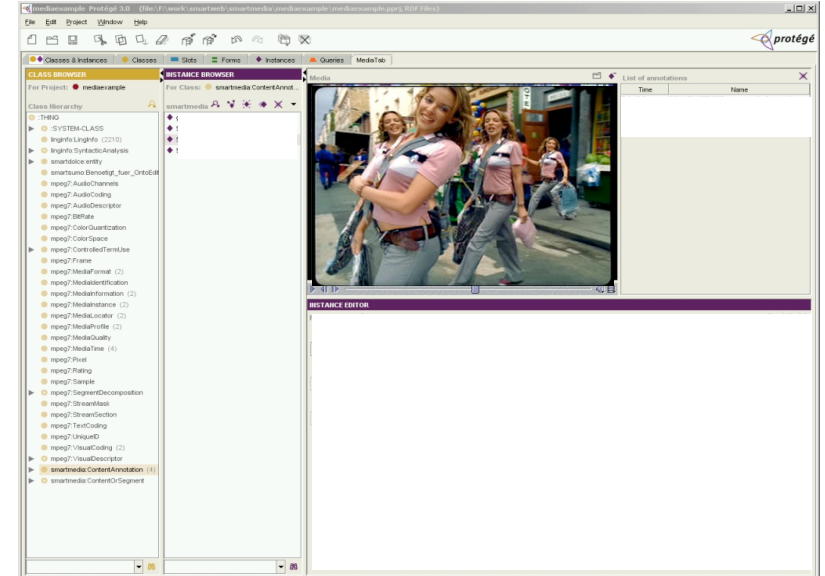 mediaexample Protégé 3.0 (file:\F:\work\smartweb\smartmedia\mediaexample\mediaexample.pprj, RDF Files)
File Edit Project Window Help
protégé
Classes & Instances Classes Slots Forms Instances Queries MediaTab
CLASS BROWSER
For Project: mediaexample
Class Hierarchy
:THING
:SYSTEM-CLASS
linginfo:LingInfo (2210)
linginfo:SyntacticAnalysis
smartdolce:entity
smartsumo:Benoetigt_fuer_OntoEdit
mpeg7:AudioChannels
mpeg7:AudioCoding
mpeg7:AudioDescriptor
mpeg7:BitRate
mpeg7:ColorQuantization
mpeg7:ColorSpace
mpeg7:ControlledTermUse
mpeg7:Frame
mpeg7:MediaFormat (2)
mpeg7:MediaIdentification
mpeg7:MediaInformation (2)
mpeg7:MediaInstance (2)
mpeg7:MediaLocator (2)
mpeg7:MediaProfile (2)
mpeg7:MediaQuality
mpeg7:MediaTime (4)
mpeg7:Pixel
mpeg7:Rating
mpeg7:Sample
mpeg7:SegmentDecomposition
mpeg7:StreamMask
mpeg7:StreamSection
mpeg7:TextCoding
mpeg7:UniqueID
mpeg7:VisualCoding (2)
mpeg7:VisualDescriptor
smartmedia:ContentAnnotation (4)
smartmedia:ContentOrSegment
INSTANCE BROWSER
For Class: smartmedia:ContentAnnot...
smartmedia
Media
List of annotations
Time Name
INSTANCE EDITOR